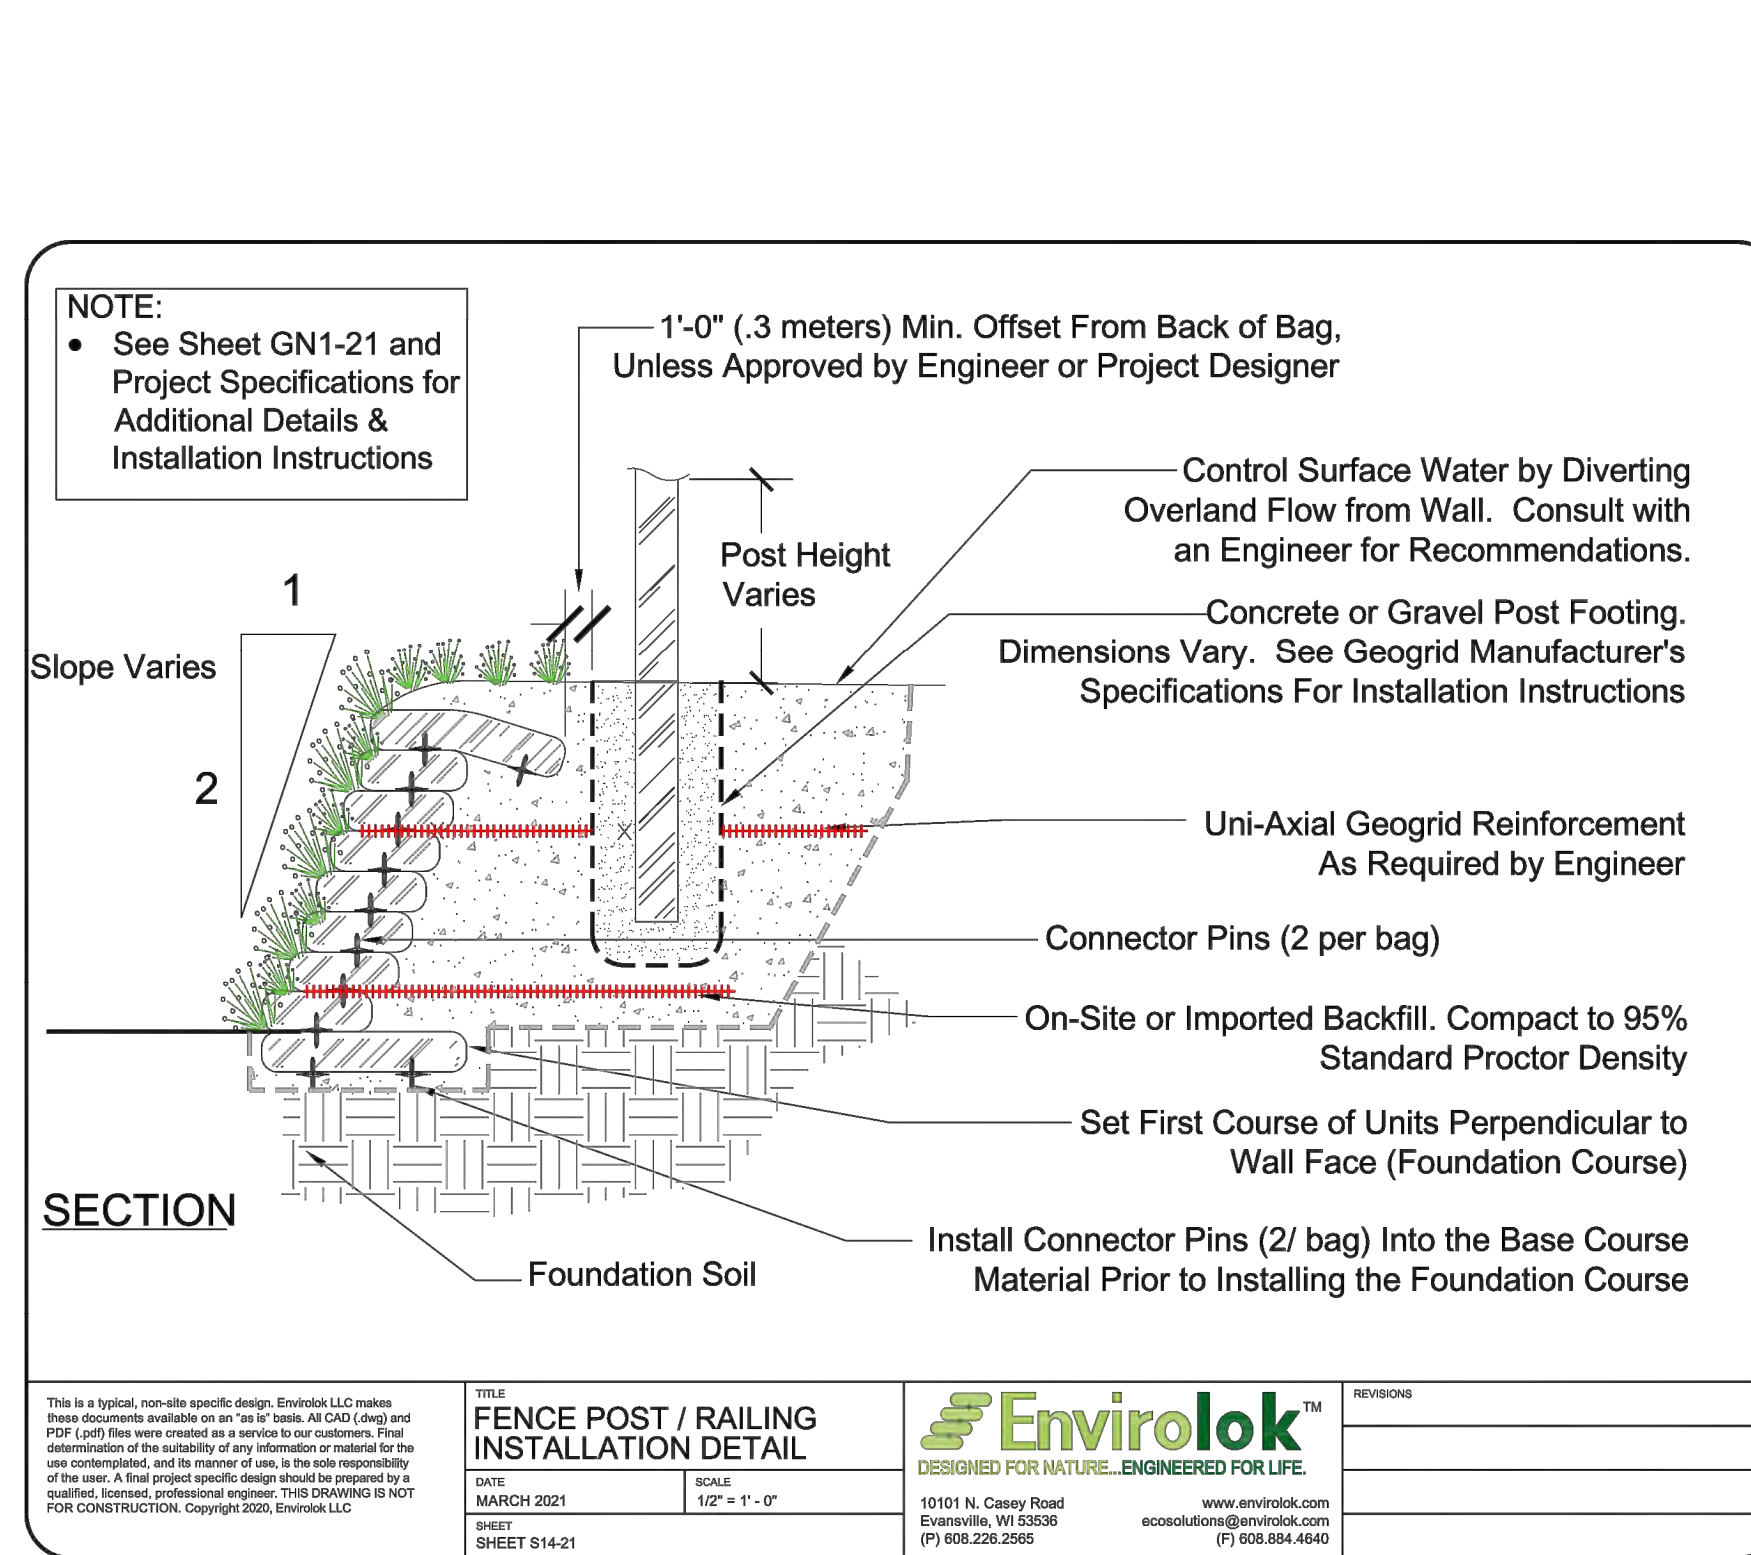 NOTE:
• See Sheet GN1-21 and
Project Specifications for
Additional Details &
Installation Instructions
1'-0" (.3 meters) Min. Offset From Back of Bag,
Unless Approved by Engineer or Project Designer
Control Surface Water by Diverting
Overland Flow from Wall. Consult with
an Engineer for Recommendations.
Post Height
Varies
1
Slope Varies
2
Concrete or Gravel Post Footing.
Dimensions Vary. See Geogrid Manufacturer's
Specifications For Installation Instructions
Uni-Axial Geogrid Reinforcement
As Required by Engineer
Connector Pins (2 per bag)
On-Site or Imported Backfill. Compact to 95%
Standard Proctor Density
Set First Course of Units Perpendicular to
Wall Face (Foundation Course)
SECTION
Install Connector Pins (2/ bag) Into the Base Course
Material Prior to Installing the Foundation Course
Foundation Soil
This is a typical, non-site specific design. Envirolok LLC makes
these documents available on an "as is" basis. All CAD (.dwg) and
PDF (.pdf) files were created as a service to our customers. Final
determination of the suitability of any information or material for the
use contemplated, and its manner of use, is the sole responsibility
of the user. A final project specific design should be prepared by a
qualified, licensed, professional engineer. THIS DRAWING IS NOT
FOR CONSTRUCTION. Copyright 2020, Envirolok LLC
TITLE
FENCE POST / RAILING
INSTALLATION DETAIL
DATE
MARCH 2021
SCALE
1/2" = 1' - 0"
SHEET
SHEET S14-21
Envirolok™
DESIGNED FOR NATURE...ENGINEERED FOR LIFE.
10101 N. Casey Road
Evansville, WI 53536
(P) 608.226.2565
www.envirolok.com
ecosolutions@envirolok.com
(F) 608.884.4640
REVISIONS